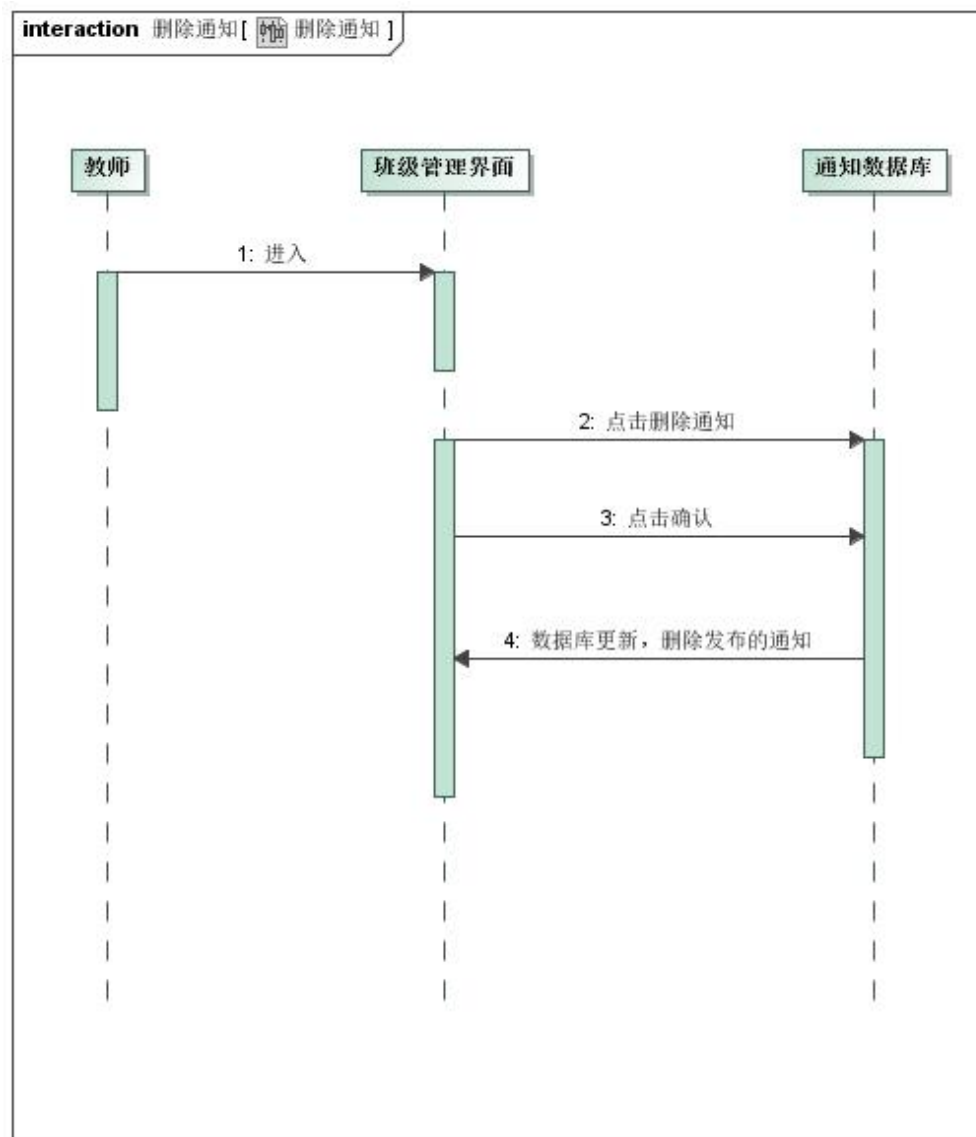 interaction 删除通知[ 删除通知 ]
教师
班级管理界面
通知数据库
1: 进入
2: 点击删除通知
3: 点击确认
4: 数据库更新，删除发布的通知